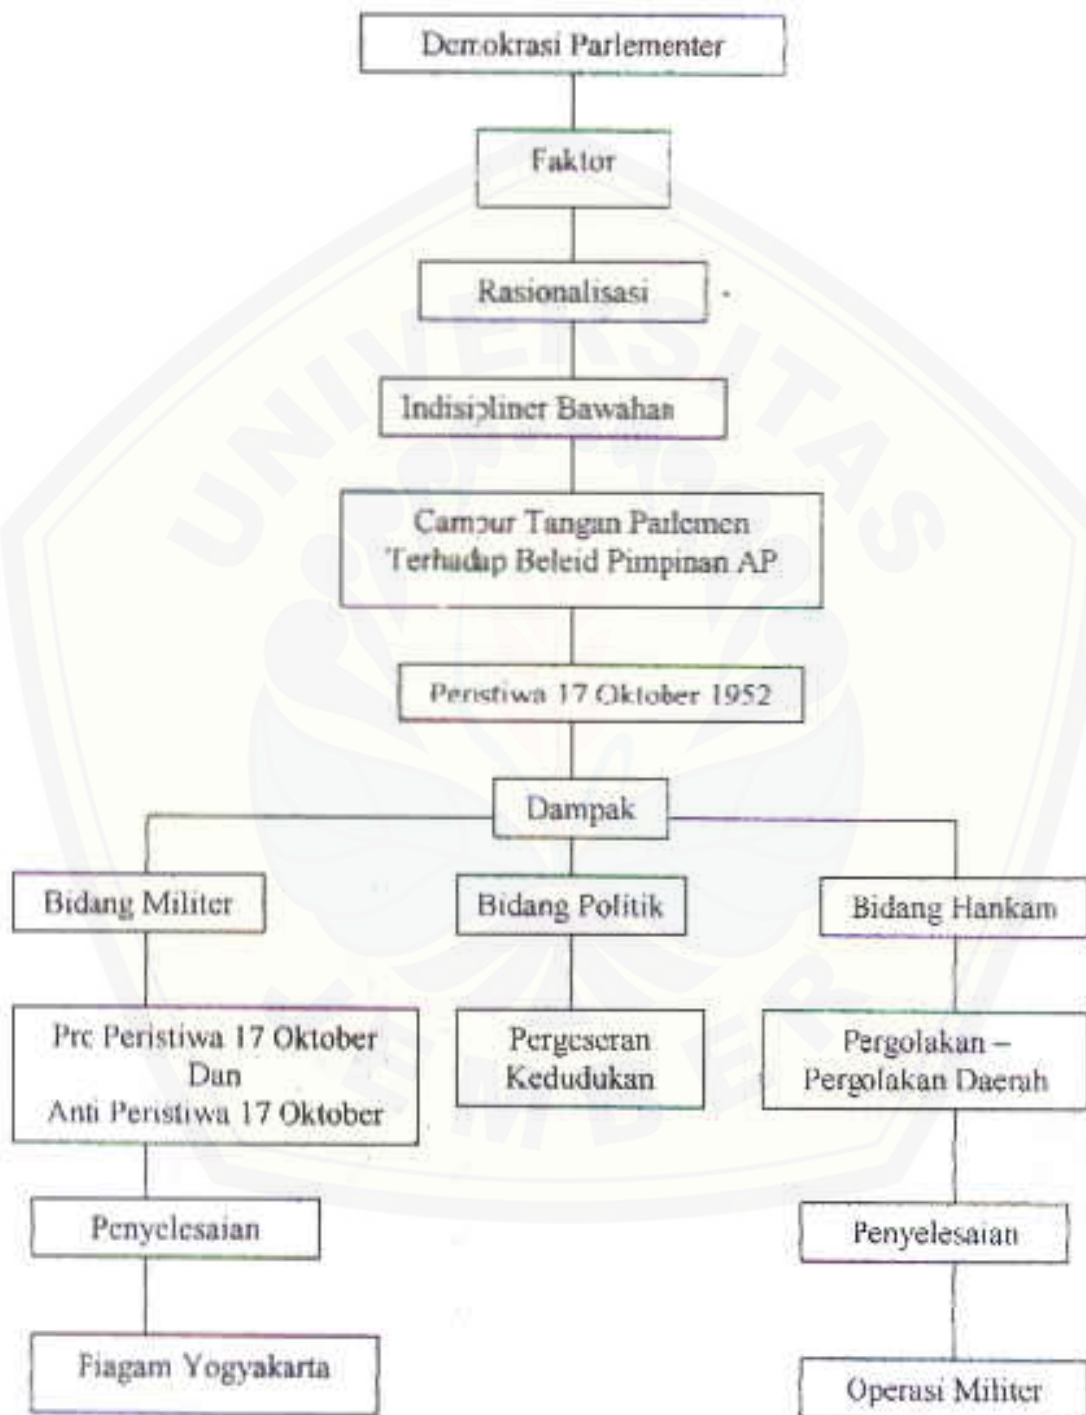 Demokrasi Parlementer
Faktor
Rasionalisasi
Indisipliner Bawahan
Campur Tangan Parlemen
Terhadap Beleid Pimpinan AP
Peristiwa 17 Oktober 1952
Dampak
Bidang Militer
Bidang Politik
Bidang Hankam
Pro Peristiwa 17 Oktober
Dan
Anti Peristiwa 17 Oktober
Pergeseran
Kedudukan
Pergolakan –
Pergolakan Daerah
Penyelesaian
Penyelesaian
Piagam Yogyakarta
Operasi Militer
UNIVERSITAS
JEMBER